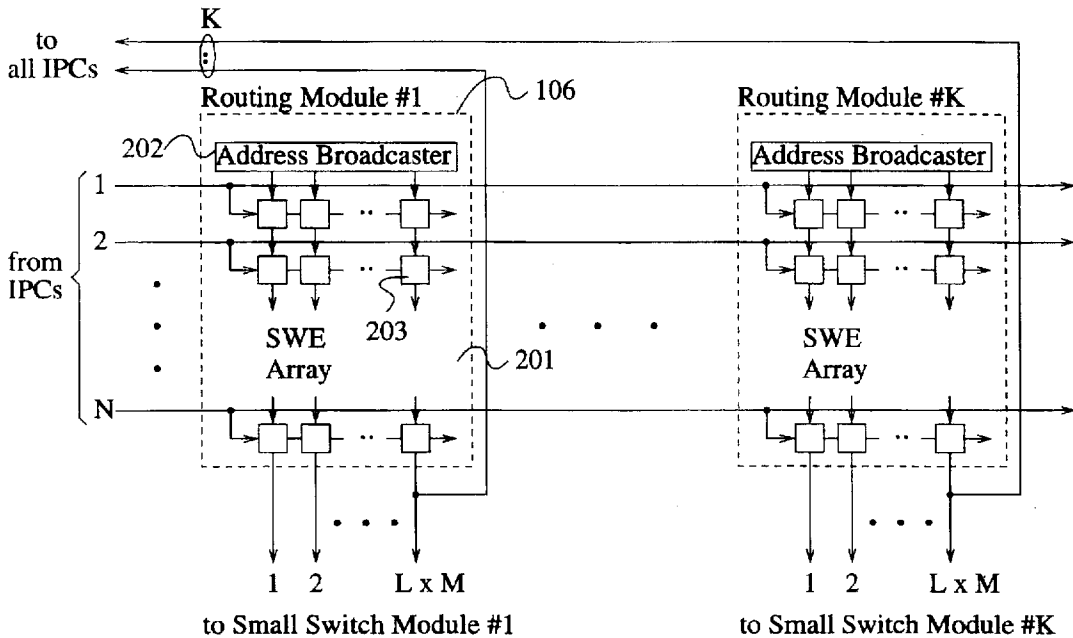 K
to
all IPCs
Routing Module #1
106
Routing Module #K
202
Address Broadcaster
Address Broadcaster
1
2
from
IPCs
203
SWE
Array
201
SWE
Array
N
1 2 L x M
1 2 L x M
to Small Switch Module #1
to Small Switch Module #K